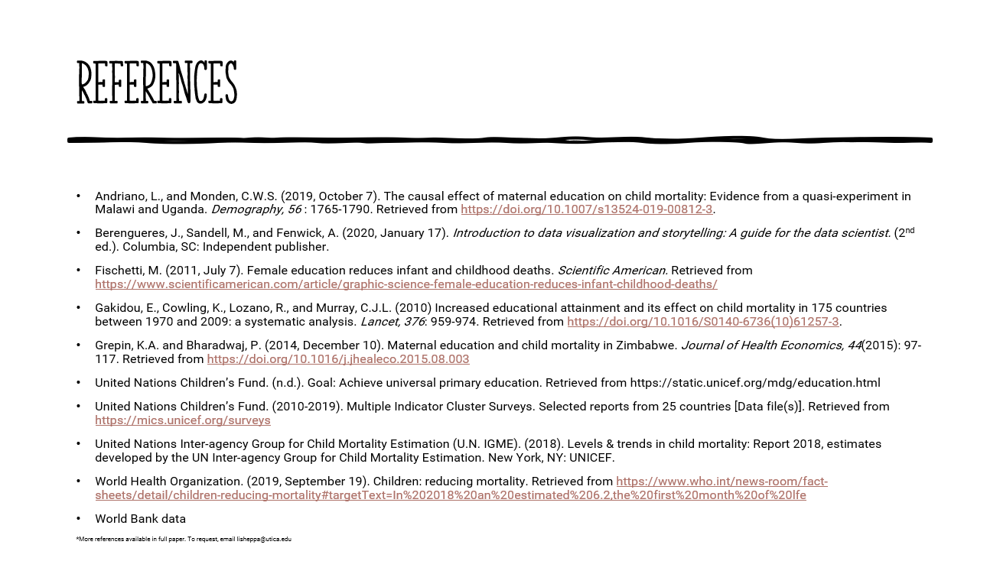 REFERENCES
• Andriano, L., and Monden, C.W.S. (2019, October 7). The causal effect of maternal education on child mortality: Evidence from a quasi-experiment in
Malawi and Uganda. Demography, 56 : 1765-1790. Retrieved from https://doi.org/10.1007/s13524-019-00812-3.
• Berengueres, J., Sandell, M., and Fenwick, A. (2020, January 17). Introduction to data visualization and storytelling: A guide for the data scientist. (2nd
ed.). Columbia, SC: Independent publisher.
• Fischetti, M. (2011, July 7). Female education reduces infant and childhood deaths. Scientific American. Retrieved from
https://www.scientificamerican.com/article/graphic-science-female-education-reduces-infant-childhood-deaths/
• Gakidou, E., Cowling, K., Lozano, R., and Murray, C.J.L. (2010) Increased educational attainment and its effect on child mortality in 175 countries
between 1970 and 2009: a systematic analysis. Lancet, 376: 959-974. Retrieved from https://doi.org/10.1016/S0140-6736(10)61257-3.
• Grepin, K.A. and Bharadwaj, P. (2014, December 10). Maternal education and child mortality in Zimbabwe. Journal of Health Economics, 44(2015): 97-
117. Retrieved from https://doi.org/10.1016/j.jhealeco.2015.08.003
• United Nations Children’s Fund. (n.d.). Goal: Achieve universal primary education. Retrieved from https://static.unicef.org/mdg/education.html
• United Nations Children’s Fund. (2010-2019). Multiple Indicator Cluster Surveys. Selected reports from 25 countries [Data file(s)]. Retrieved from
https://mics.unicef.org/surveys
• United Nations Inter-agency Group for Child Mortality Estimation (U.N. IGME). (2018). Levels & trends in child mortality: Report 2018, estimates
developed by the UN Inter-agency Group for Child Mortality Estimation. New York, NY: UNICEF.
• World Health Organization. (2019, September 19). Children: reducing mortality. Retrieved from https://www.who.int/news-room/fact-
sheets/detail/children-reducing-mortality#targetText=In%202018%20an%20estimated%206.2,the%20first%20month%20of%20lfe
• World Bank data
*More references available in full paper. To request, email lisheppa@utica.edu